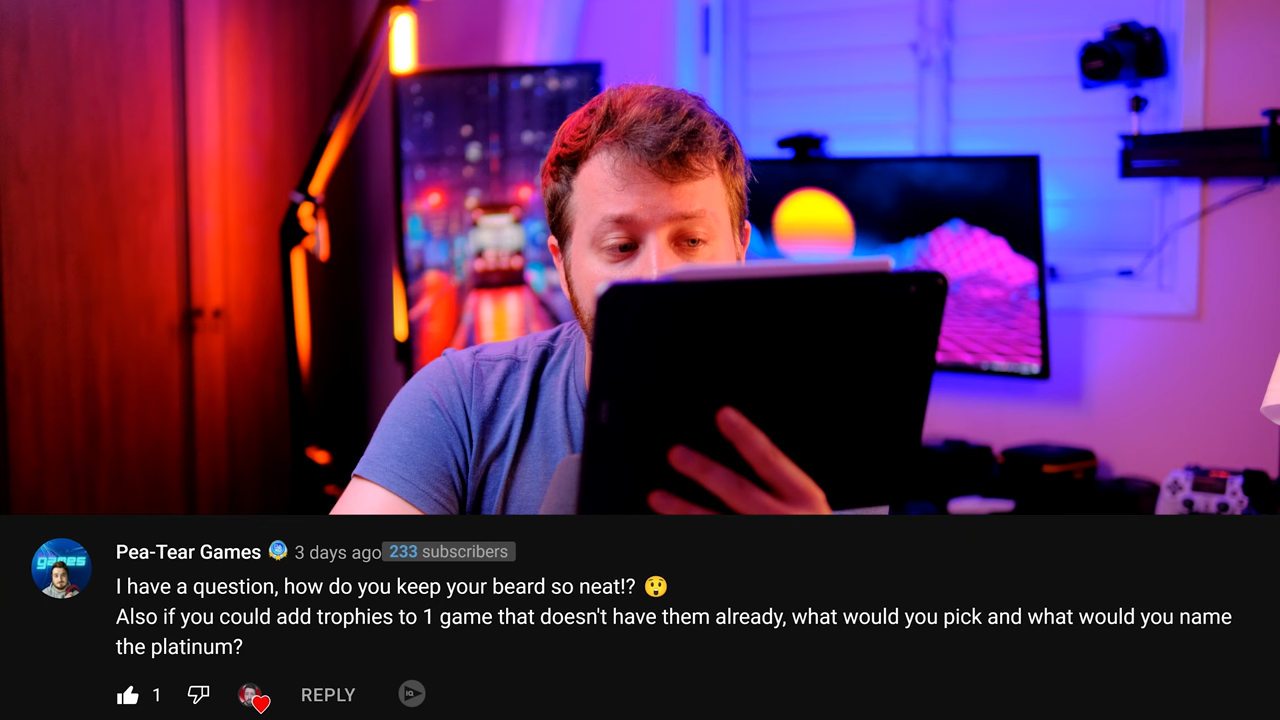 games
Pea-Tear Games 3 days ago 233 subscribers
I have a question, how do you keep your beard so neat!? 😲
Also if you could add trophies to 1 game that doesn't have them already, what would you pick and what would you name
the platinum?
1 REPLY IQ